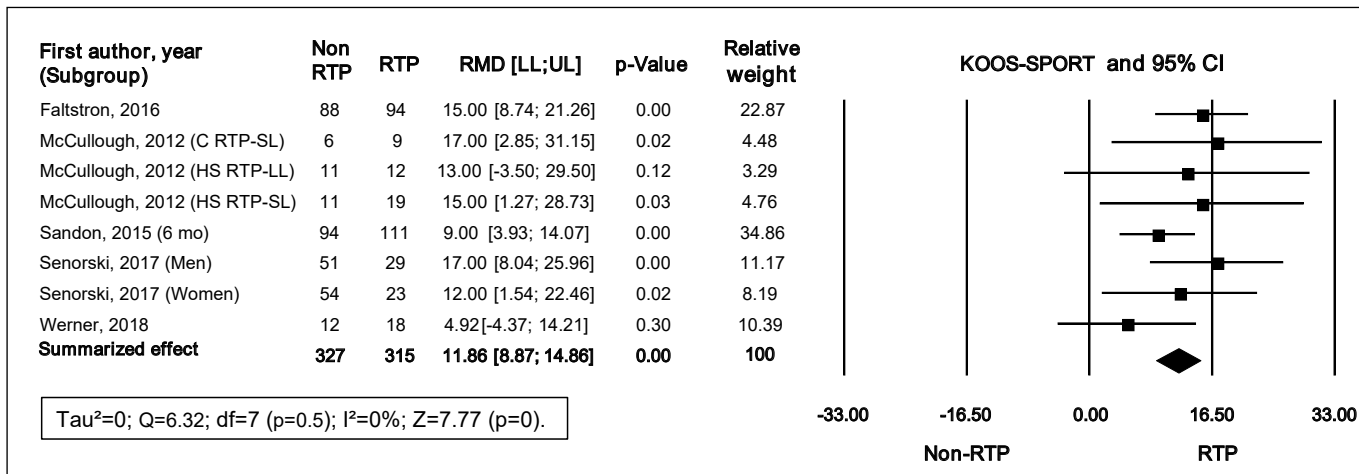 First author, year (Subgroup) Non RTP RTP RMD [LL;UL] p-Value Relative weight KOOS-SPORT and 95% CI
Faltstron, 2016 88 94 15.00 [8.74; 21.26] 0.00 22.87
McCullough, 2012 (C RTP-SL) 6 9 17.00 [2.85; 31.15] 0.02 4.48
McCullough, 2012 (HS RTP-LL) 11 12 13.00 [-3.50; 29.50] 0.12 3.29
McCullough, 2012 (HS RTP-SL) 11 19 15.00 [1.27; 28.73] 0.03 4.76
Sandon, 2015 (6 mo) 94 111 9.00 [3.93; 14.07] 0.00 34.86
Senorski, 2017 (Men) 51 29 17.00 [8.04; 25.96] 0.00 11.17
Senorski, 2017 (Women) 54 23 12.00 [1.54; 22.46] 0.02 8.19
Werner, 2018 12 18 4.92[-4.37; 14.21] 0.30 10.39
Summarized effect 327 315 11.86 [8.87; 14.86] 0.00 100
Tau²=0; Q=6.32; df=7 (p=0.5); I²=0%; Z=7.77 (p=0).
-33.00 -16.50 0.00 16.50 33.00
Non-RTP RTP